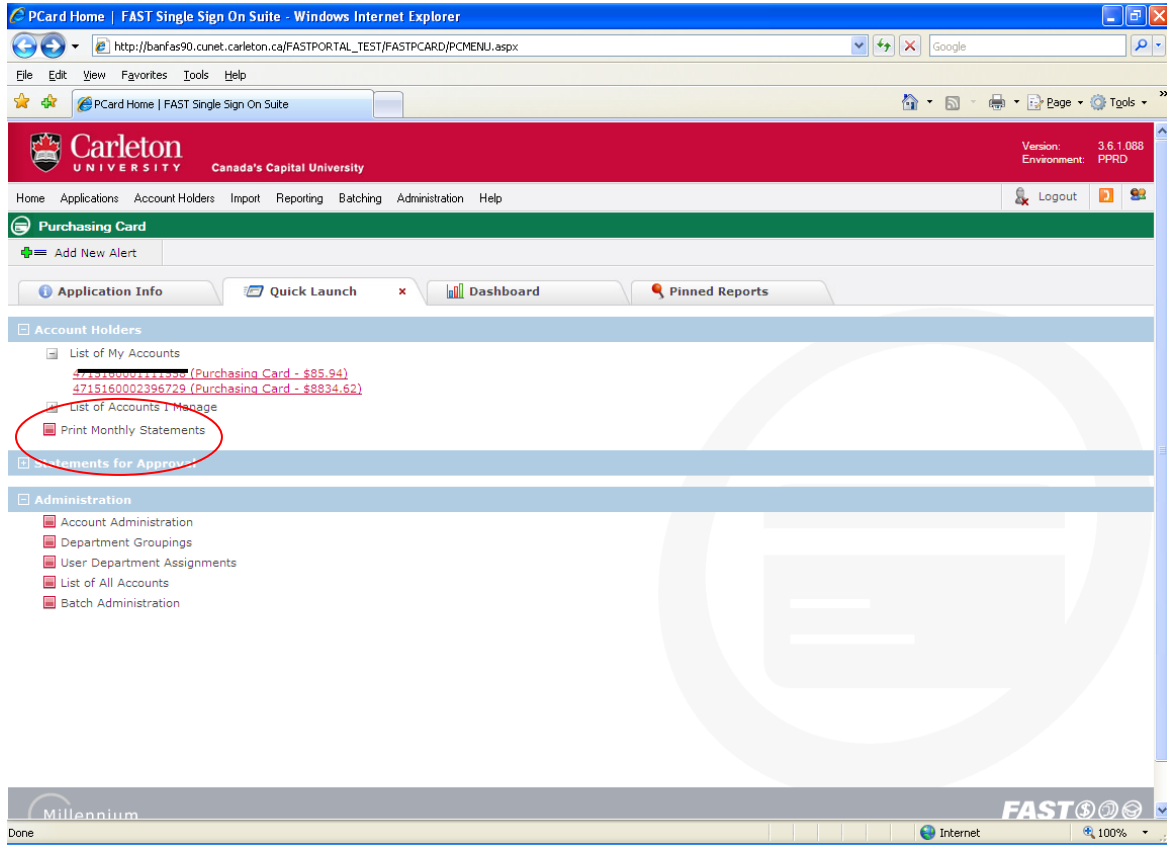 PCard Home | FAST Single Sign On Suite - Windows Internet Explorer
http://banfas90.cunet.carleton.ca/FASTPORTAL_TEST/FASTPCARD/PCMENU.aspx
Google
File Edit View Favorites Tools Help
PCard Home | FAST Single Sign On Suite
Page Tools »
Carleton
UNIVERSITY
Canada's Capital University
Version: 3.6.1.088
Environment: PPRD
Home Applications Account Holders Import Reporting Batching Administration Help
Logout
Purchasing Card
Add New Alert
Application Info Quick Launch x Dashboard Pinned Reports
Account Holders
List of My Accounts
(Purchasing Card - $85.94)
4715160002396729 (Purchasing Card - $8834.62)
List of Accounts I Manage
Print Monthly Statements
Statements for Approval
Administration
Account Administration
Department Groupings
User Department Assignments
List of All Accounts
Batch Administration
Millennium
FAST
Done
Internet
100%